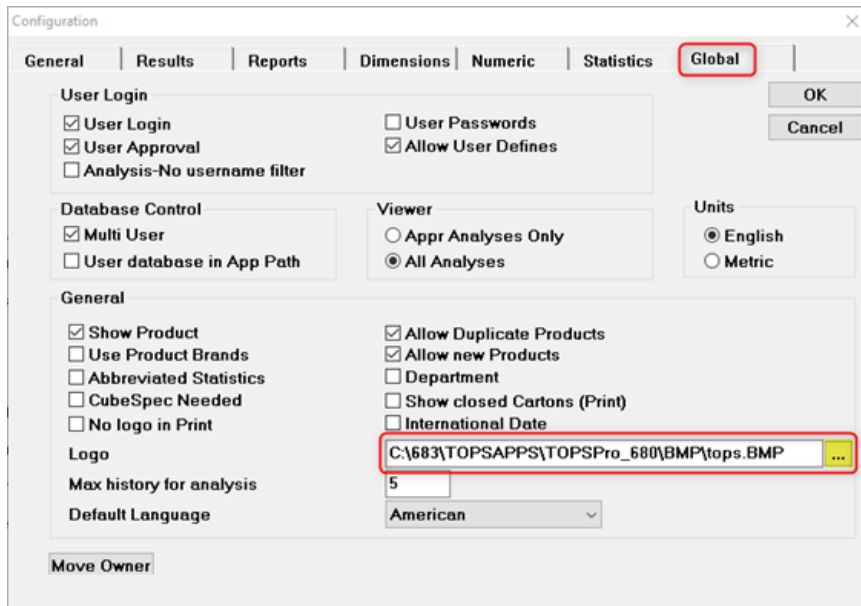 Configuration
General Results Reports Dimensions Numeric Statistics Global
OK
Cancel
User Login
User Login
User Passwords
User Approval
Allow User Defines
Analysis-No username filter
Database Control
Multi User
User database in App Path
Viewer
Appr Analyses Only
All Analyses
Units
English
Metric
General
Show Product
Allow Duplicate Products
Use Product Brands
Allow new Products
Abbreviated Statistics
Department
CubeSpec Needed
Show closed Cartons (Print)
No logo in Print
International Date
Logo C:\683\TOPSAPPS\TOPSPro_680\BMP\tops.BMP ...
Max history for analysis 5
Default Language American
Move Owner